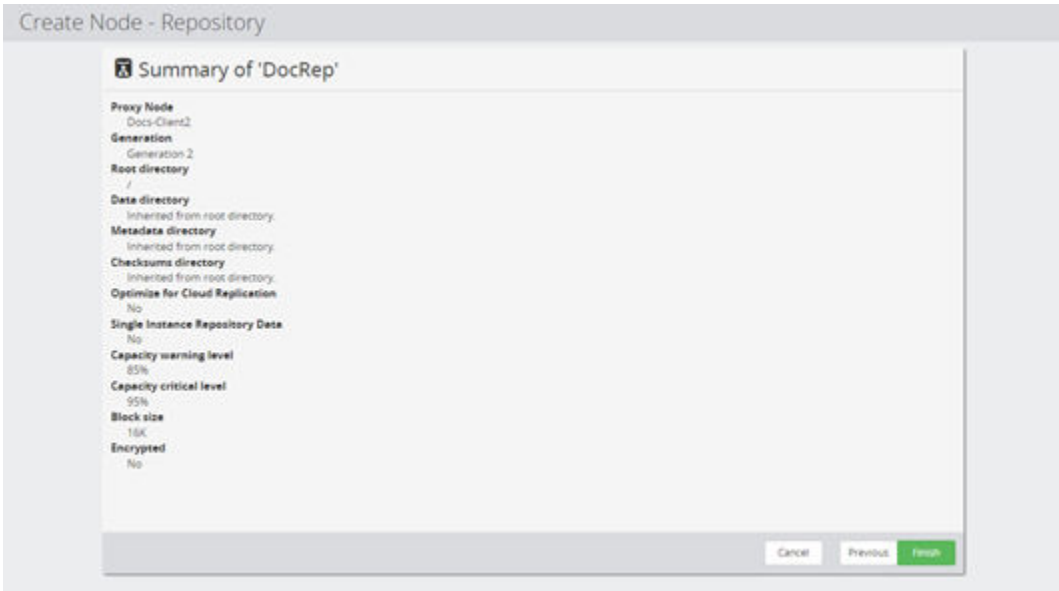 Create Node - Repository
Summary of 'DocRep'
Proxy Node
Docs-Client2
Generation
Generation 2
Root directory
/
Data directory
Inherited from root directory.
Metadata directory
Inherited from root directory.
Checksums directory
Inherited from root directory.
Optimize for Cloud Replication
No
Single Instance Repository Data
No
Capacity warning level
85%
Capacity critical level
95%
Block size
16K
Encrypted
No
Cancel
Previous
Finish